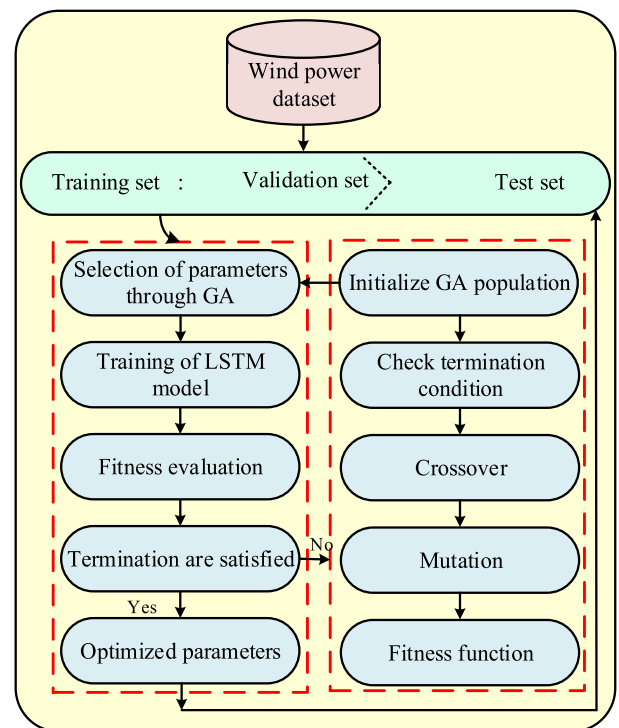 Wind power
dataset
Training set : Validation set Test set
Selection of parameters
through GA
Initialize GA population
Training of LSTM
model
Check termination
condition
Fitness evaluation
Crossover
Termination are satisfied
No
Mutation
Yes
Optimized parameters
Fitness function